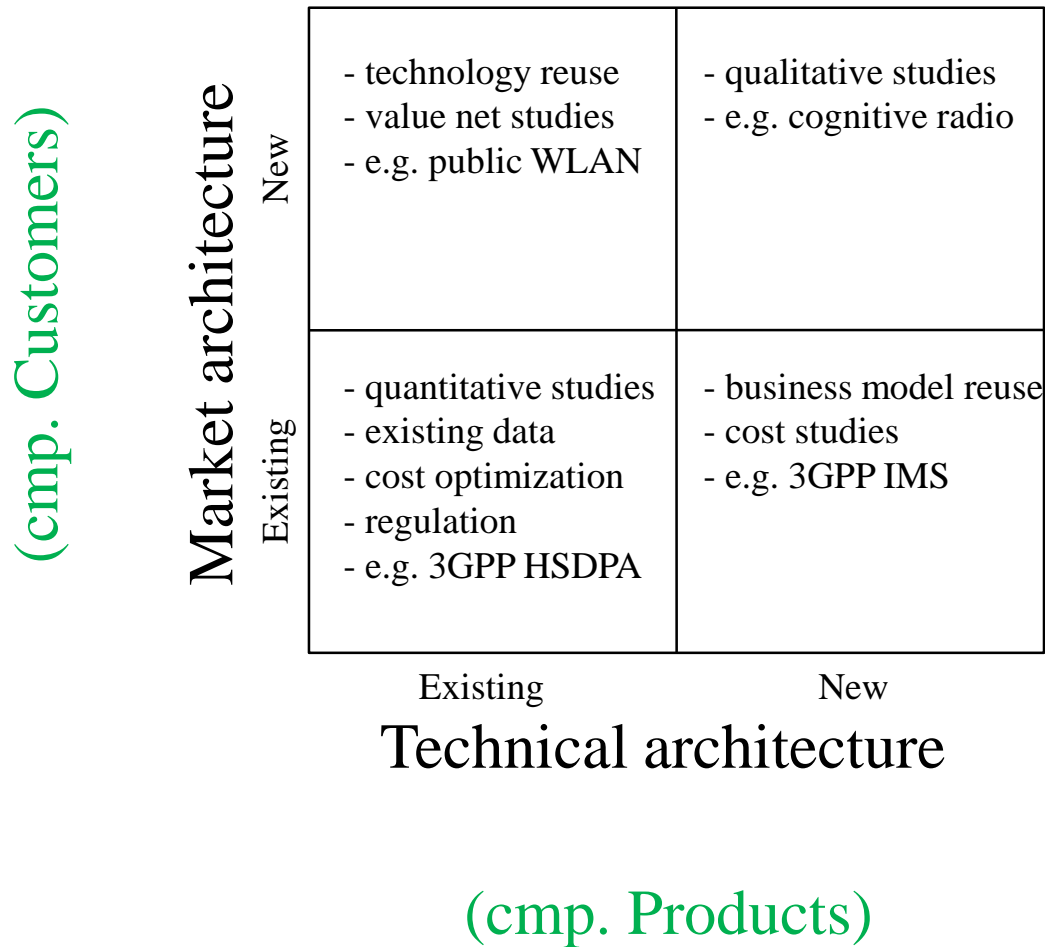 (cmp. Customers)
Market architecture
New
Existing
- technology reuse
- value net studies
- e.g. public WLAN
- qualitative studies
- e.g. cognitive radio
- quantitative studies
- existing data
- cost optimization
- regulation
- e.g. 3GPP HSDPA
- business model reuse
- cost studies
- e.g. 3GPP IMS
Existing
New
Technical architecture
(cmp. Products)